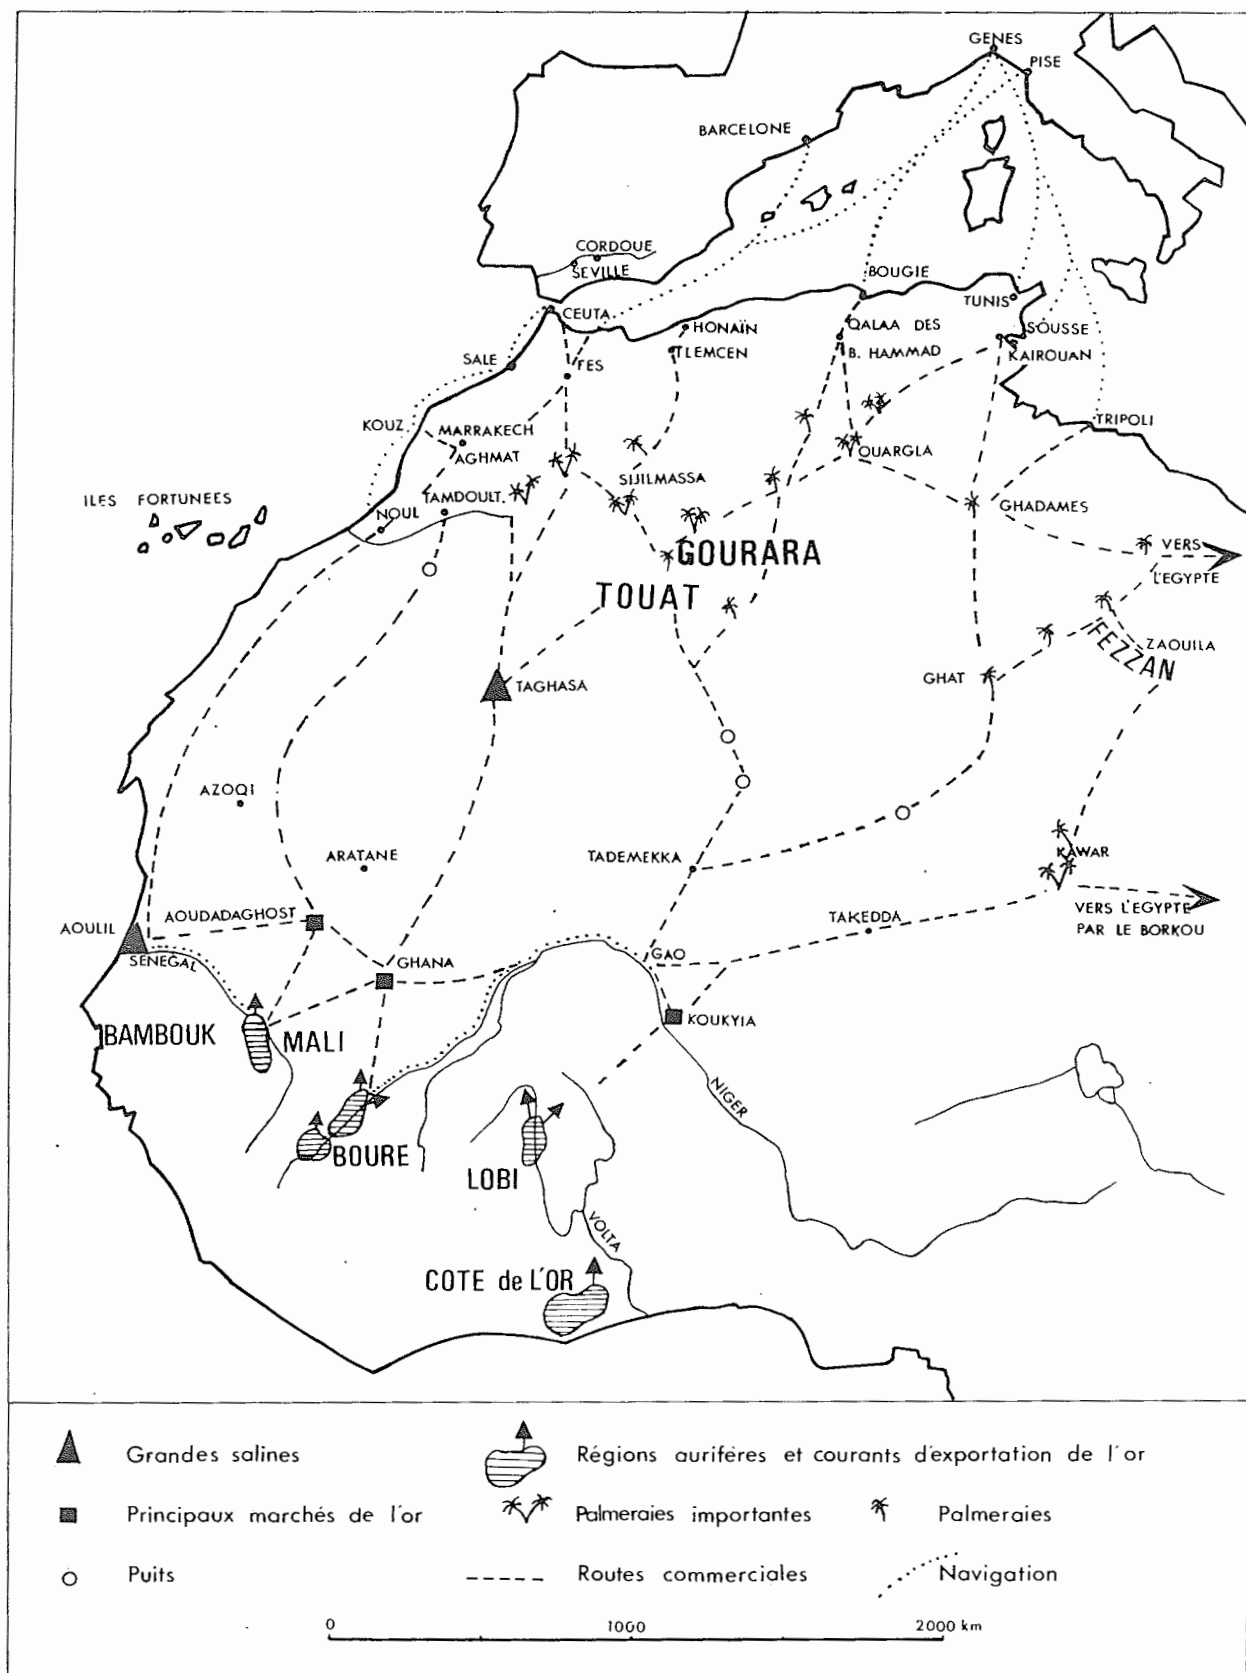 GENES
PISE
BARCELONE
CORDOUE
SEVILLE
BOUGIE
TUNIS
CEUTA
HONAÏN
QALAA DES
B. HAMMAD
SOUSSE
KAIROUAN
TLEMCEN
SALE
FES
KOUZ
MARRAKECH
AGHMAT
TRIPOLI
OUARGLA
SIJILMASSA
ILES FORTUNEES
TAMDOULT.
NOUL
GHADAMES
GOURARA
VERS
L'EGYPTE
TOUAT
FEZZAN
ZAOUILA
GHAT
TAGHASA
AZOQI
ARATANE
TADEMEKKA
KAWAR
AOUDADAGHOST
TAKEDDA
VERS L'EGYPTE
PAR LE BORKOU
AOULIL
SENEGAL
GHANA
GAO
KOUKYIA
BAMBOUK
MALI
NIGER
BOURE
LOBI
VOLTA
COTE de L'OR
Grandes salines
Régions aurifères et courants d'exportation de l'or
Principaux marchés de l'or
Palmeraies importantes
Palmeraies
Puits
Routes commerciales
Navigation
0 1000 2000 km